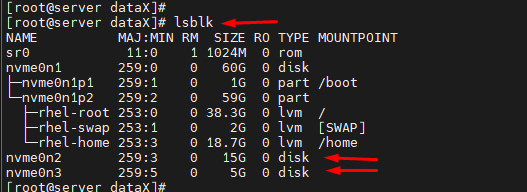 [root@server dataX]#
[root@server dataX]# lsblk
NAME          MAJ:MIN RM  SIZE RO TYPE MOUNTPOINT
sr0            11:0    1 1024M  0 rom
nvme0n1       259:0    0   60G  0 disk
├─nvme0n1p1   259:1    0    1G  0 part /boot
└─nvme0n1p2   259:2    0   59G  0 part
  ├─rhel-root 253:0    0 38.3G  0 lvm  /
  ├─rhel-swap 253:1    0    2G  0 lvm  [SWAP]
  └─rhel-home 253:3    0 18.7G  0 lvm  /home
nvme0n2       259:3    0   15G  0 disk
nvme0n3       259:5    0    5G  0 disk
[root@server dataX]#